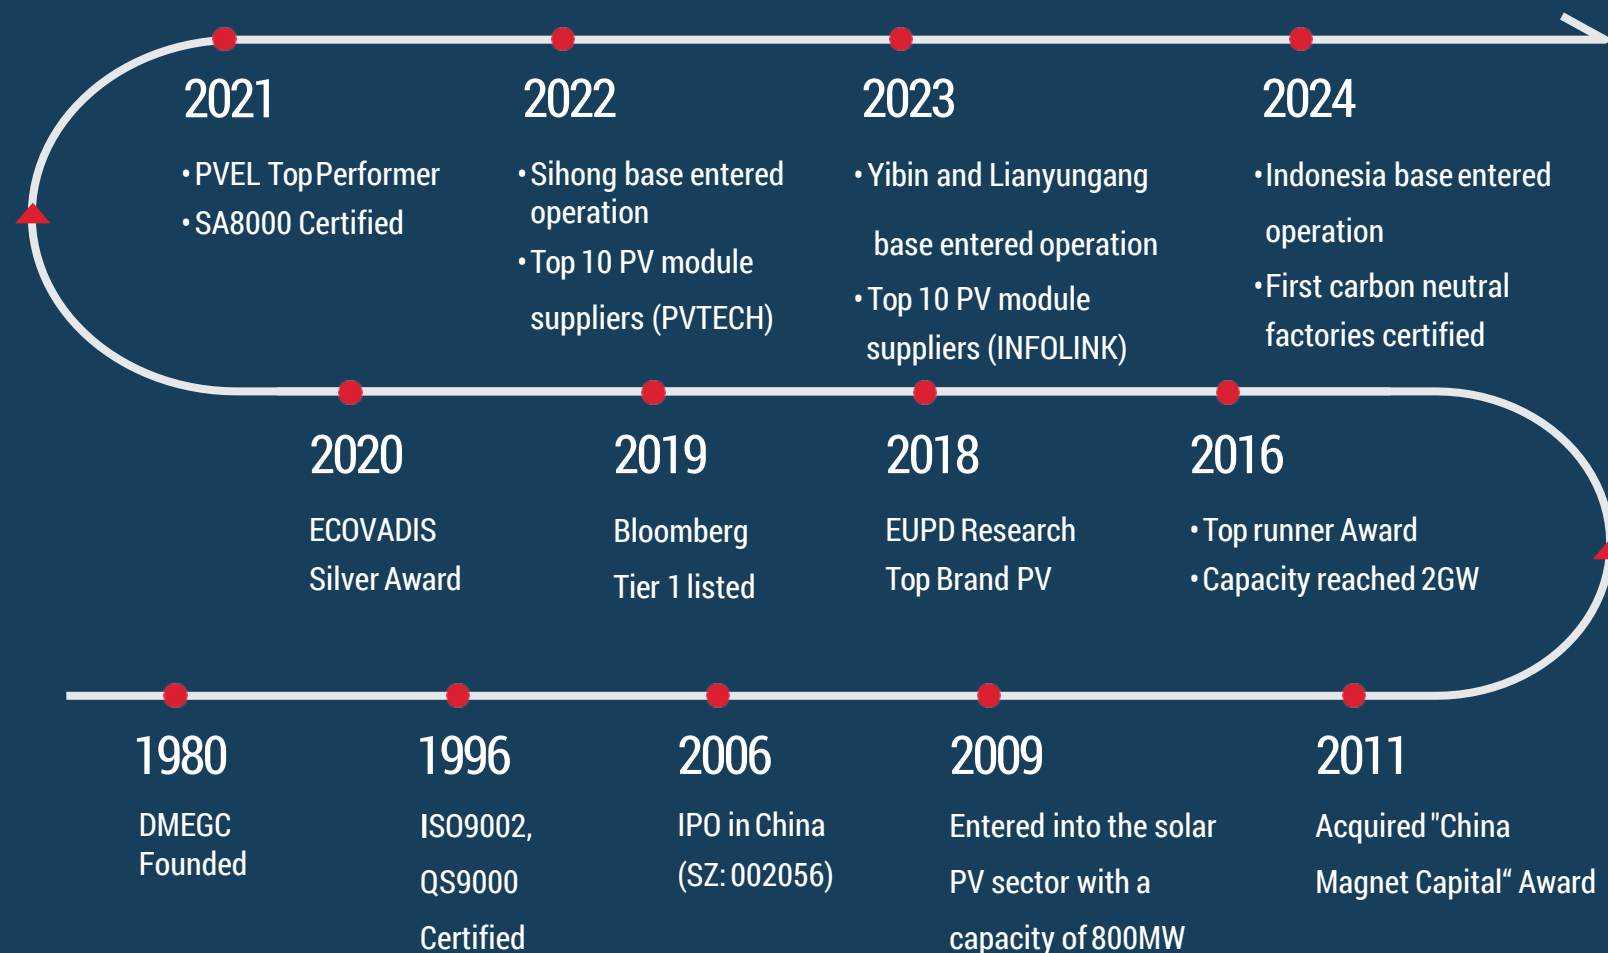 2021
•PVEL Top Performer
•SA8000 Certified
2022
•Sihong base entered
operation
•Top 10 PV module
suppliers (PVTECH)
2023
•Yibin and Lianyungang
base entered operation
•Top 10 PV module
suppliers (INFOLINK)
2024
•Indonesia base entered
operation
•First carbon neutral
factories certified
2020
ECOVADIS
Silver Award
2019
Bloomberg
Tier 1 listed
2018
EUPD Research
Top Brand PV
2016
•Top runner Award
•Capacity reached 2GW
1980
DMEGC
Founded
1996
ISO9002,
QS9000
Certified
2006
IPO in China
(SZ: 002056)
2009
Entered into the solar
PV sector with a
capacity of 800MW
2011
Acquired "China
Magnet Capital“ Award